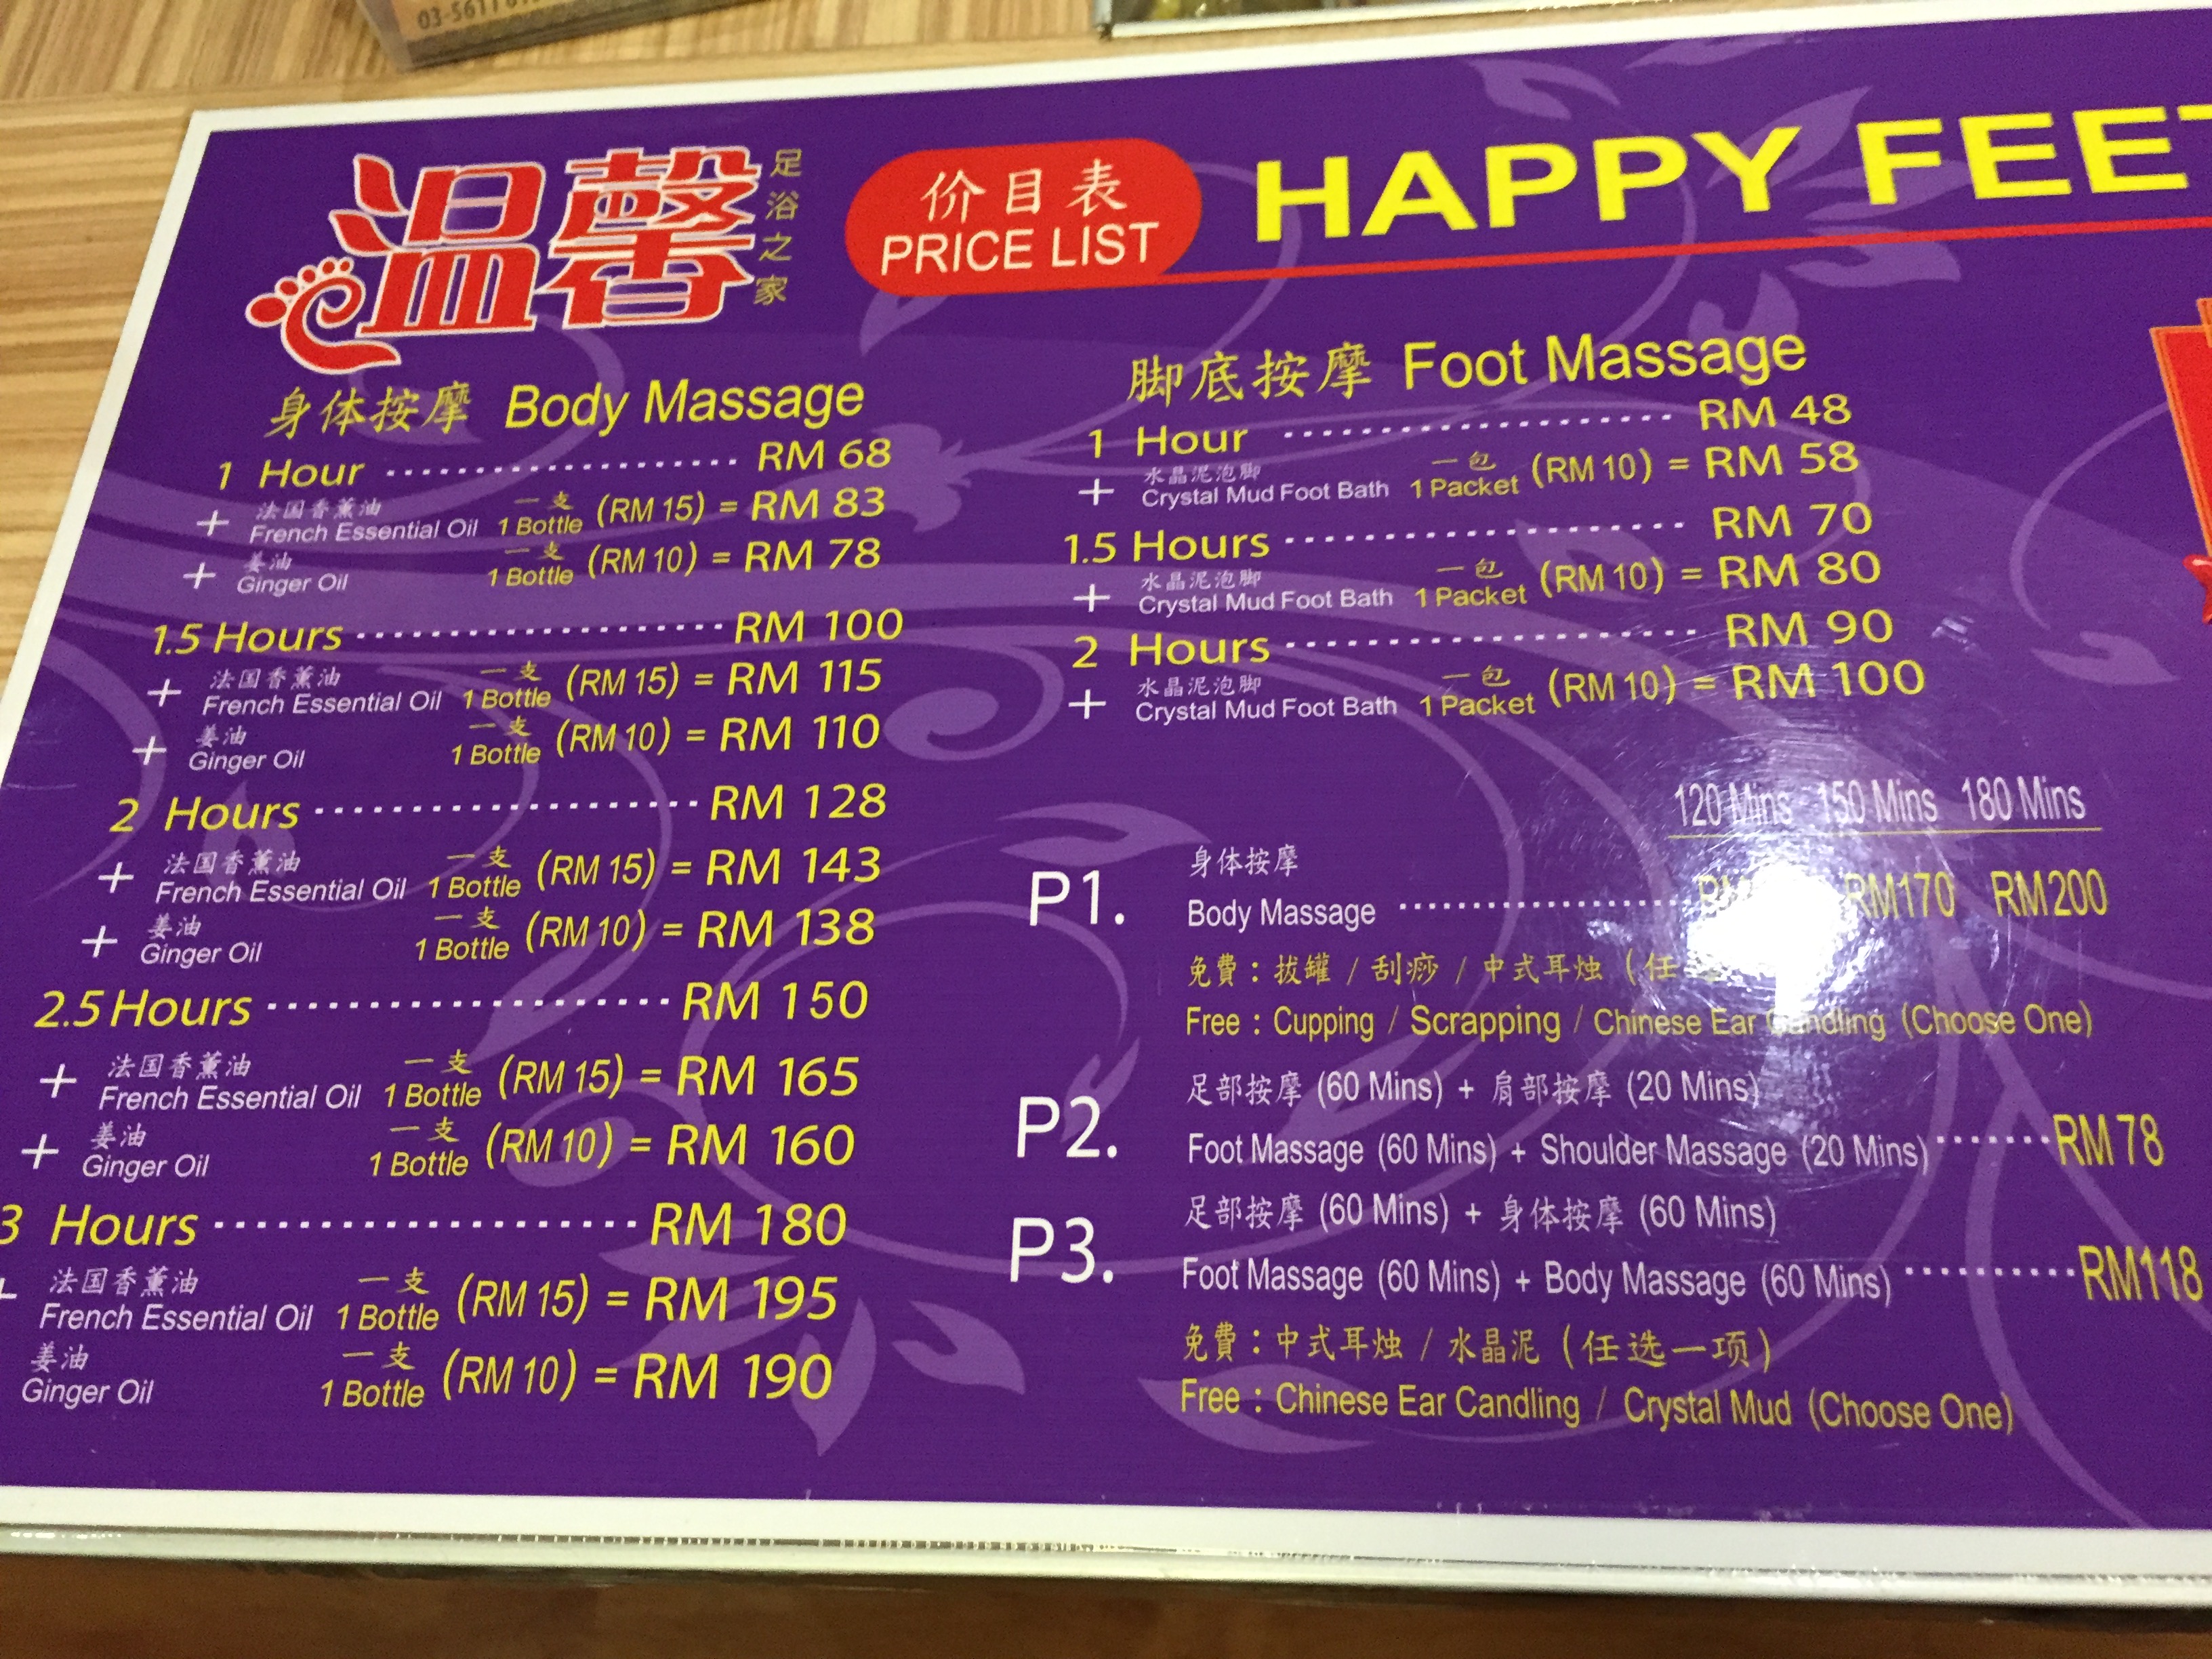 03-5611
温馨
足浴之家
价目表
PRICE LIST
HAPPY FEET
身体按摩 Body Massage
1 Hour RM 68
法国香薰油 一支
+ French Essential Oil 1 Bottle (RM 15) = RM 83
姜油 一支
+ Ginger Oil 1 Bottle (RM 10) = RM 78
1.5 Hours RM 100
法国香薰油 一支
+ French Essential Oil 1 Bottle (RM 15) = RM 115
姜油 一支
+ Ginger Oil 1 Bottle (RM 10) = RM 110
2 Hours RM 128
法国香薰油 一支
+ French Essential Oil 1 Bottle (RM 15) = RM 143
姜油 一支
+ Ginger Oil 1 Bottle (RM 10) = RM 138
2.5 Hours RM 150
法国香薰油 一支
+ French Essential Oil 1 Bottle (RM 15) = RM 165
姜油 一支
+ Ginger Oil 1 Bottle (RM 10) = RM 160
3 Hours RM 180
法国香薰油 一支
+ French Essential Oil 1 Bottle (RM 15) = RM 195
姜油 一支
Ginger Oil 1 Bottle (RM 10) = RM 190
脚底按摩 Foot Massage
1 Hour RM 48
水晶泥泡脚 一包
+ Crystal Mud Foot Bath 1 Packet (RM 10) = RM 58
1.5 Hours RM 70
水晶泥泡脚 一包
+ Crystal Mud Foot Bath 1 Packet (RM 10) = RM 80
2 Hours RM 90
水晶泥泡脚 一包
+ Crystal Mud Foot Bath 1 Packet (RM 10) = RM 100
120 Mins 150 Mins 180 Mins
身体按摩
P1. Body Massage RM170 RM200
免費：拔罐 / 刮痧 / 中式耳烛 (任
Free : Cupping / Scrapping / Chinese Ear Candling (Choose One)
足部按摩 (60 Mins) + 肩部按摩 (20 Mins)
P2. Foot Massage (60 Mins) + Shoulder Massage (20 Mins) RM 78
足部按摩 (60 Mins) + 身体按摩 (60 Mins)
P3. Foot Massage (60 Mins) + Body Massage (60 Mins) RM118
免費：中式耳烛 / 水晶泥 (任选一项)
Free : Chinese Ear Candling / Crystal Mud (Choose One)